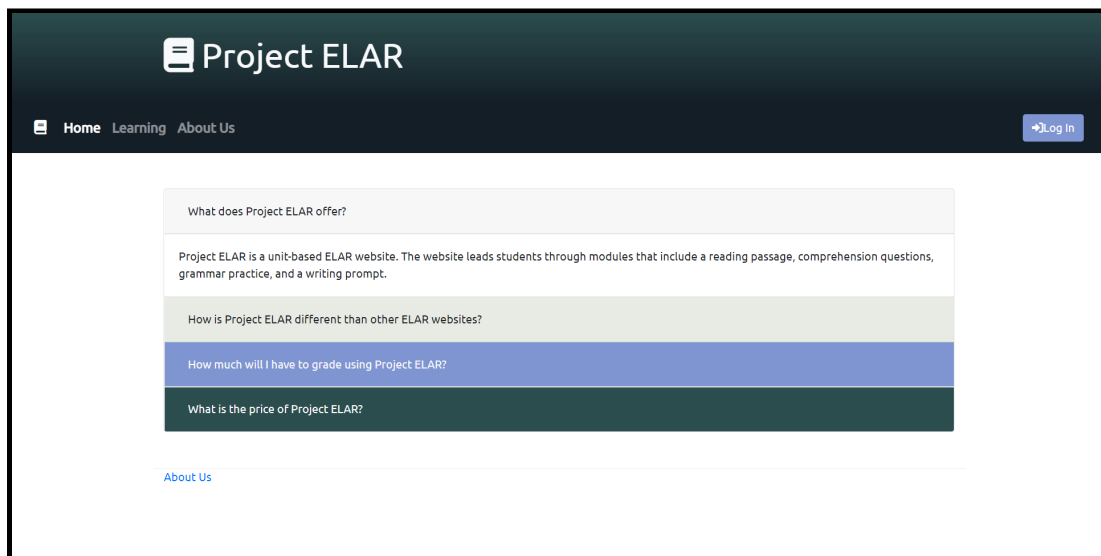 Project ELAR
Home Learning About Us
Log In
What does Project ELAR offer?
Project ELAR is a unit-based ELAR website. The website leads students through modules that include a reading passage, comprehension questions,
grammar practice, and a writing prompt.
How is Project ELAR different than other ELAR websites?
How much will I have to grade using Project ELAR?
What is the price of Project ELAR?
About Us